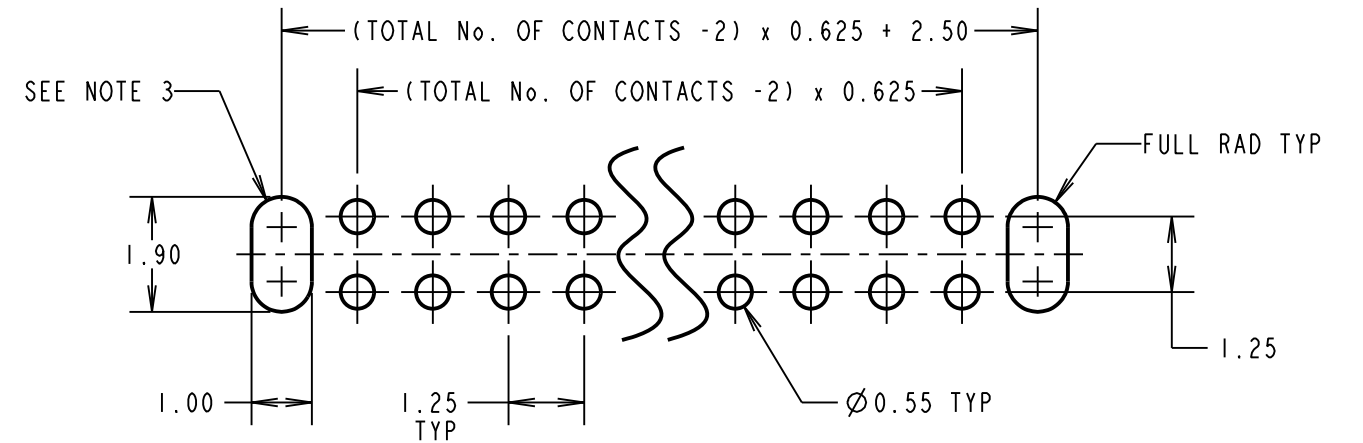 (TOTAL No. OF CONTACTS -2) x 0.625 + 2.50
(TOTAL No. OF CONTACTS -2) x 0.625
SEE NOTE 3
FULL RAD TYP
1.90
1.25
1.00
1.25
TYP
Ø0.55 TYP